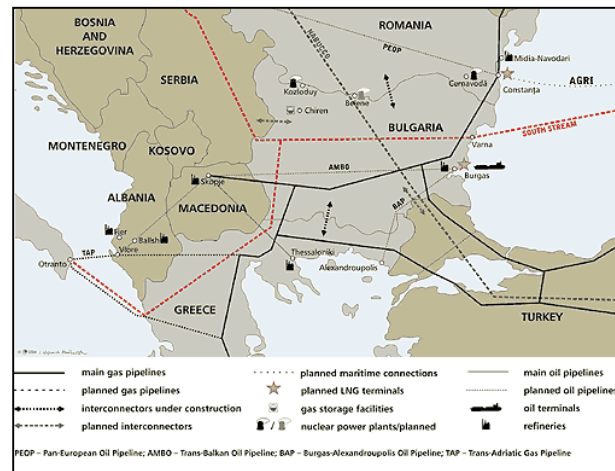 BOSNIA
AND
HERZEGOVINA
SERBIA
ROMANIA
NABUCCO
PEOP
Midia-Navodari
AGRI
Constanţa
Kozloduy
Belene
Cernavodă
Chiren
BULGARIA
SOUTH STREAM
Varna
MONTENEGRO
KOSOVO
AMBO
Burgas
Skopje
ALBANIA
MACEDONIA
BAP
Fier
Ballsh
Vlore
TAP
Otranto
Thessaloniki
Alexandroupolis
GREECE
TURKEY
main gas pipelines
planned maritime connections
main oil pipelines
planned gas pipelines
planned LNG terminals
planned oil pipelines
interconnectors under construction
gas storage facilities
oil terminals
planned interconnectors
nuclear power plants/planned
refineries
PEOP – Pan-European Oil Pipeline; AMBO – Trans-Balkan Oil Pipeline; BAP – Burgas-Alexandroupolis Oil Pipeline; TAP – Trans-Adriatic Gas Pipeline